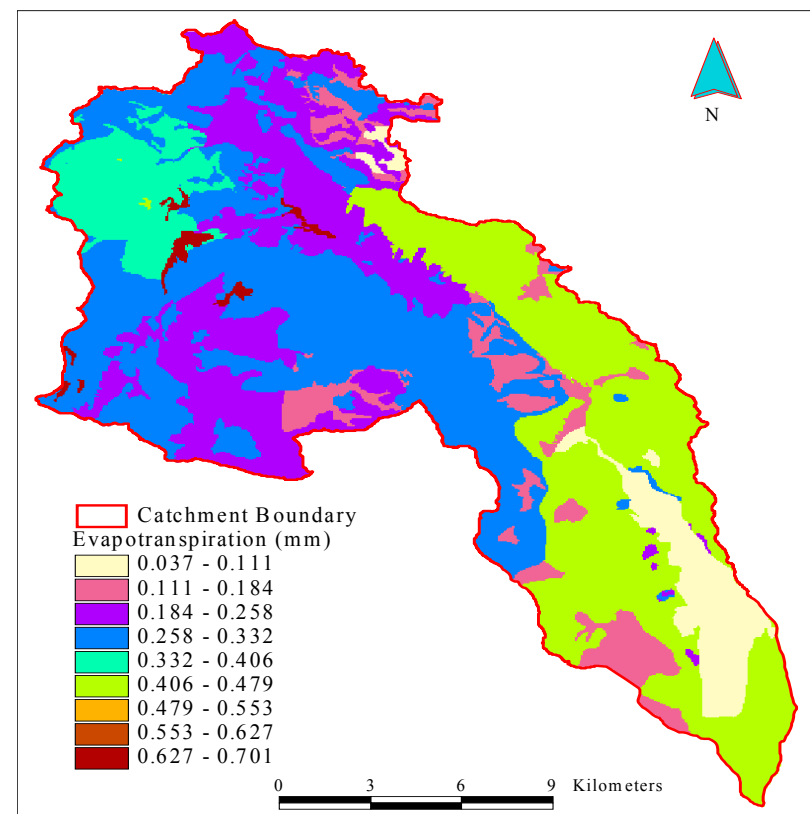 N
Catchment Boundary
Evapotranspiration (mm)
0.037 - 0.111
0.111 - 0.184
0.184 - 0.258
0.258 - 0.332
0.332 - 0.406
0.406 - 0.479
0.479 - 0.553
0.553 - 0.627
0.627 - 0.701
0 3 6 9 Kilometers